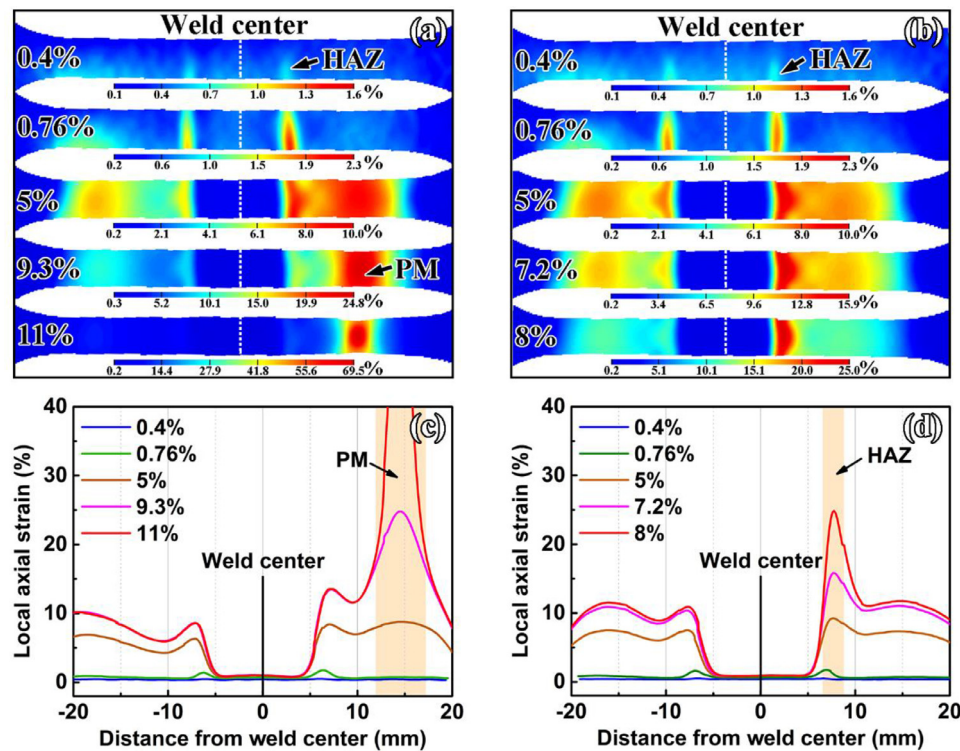 Weld center
(a)
0.4%
HAZ
0.1 0.4 0.7 1.0 1.3 1.6 %
0.76%
0.2 0.6 1.0 1.5 1.9 2.3 %
5%
0.2 2.1 4.1 6.1 8.0 10.0 %
9.3%
PM
0.3 5.2 10.1 15.0 19.9 24.8 %
11%
0.2 14.4 27.9 41.8 55.6 69.5 %
Weld center
(b)
0.4%
HAZ
0.1 0.4 0.7 1.0 1.3 1.6 %
0.76%
0.2 0.6 1.0 1.5 1.9 2.3 %
5%
0.2 2.1 4.1 6.1 8.0 10.0 %
7.2%
0.2 3.4 6.5 9.6 12.8 15.9 %
8%
0.2 5.1 10.1 15.1 20.0 25.0 %
(c)
Local axial strain (%)
40
30
20
10
0
0.4%
0.76%
5%
9.3%
11%
PM
Weld center
-20 -10 0 10 20
Distance from weld center (mm)
(d)
Local axial strain (%)
40
30
20
10
0
0.4%
0.76%
5%
7.2%
8%
HAZ
Weld center
-20 -10 0 10 20
Distance from weld center (mm)